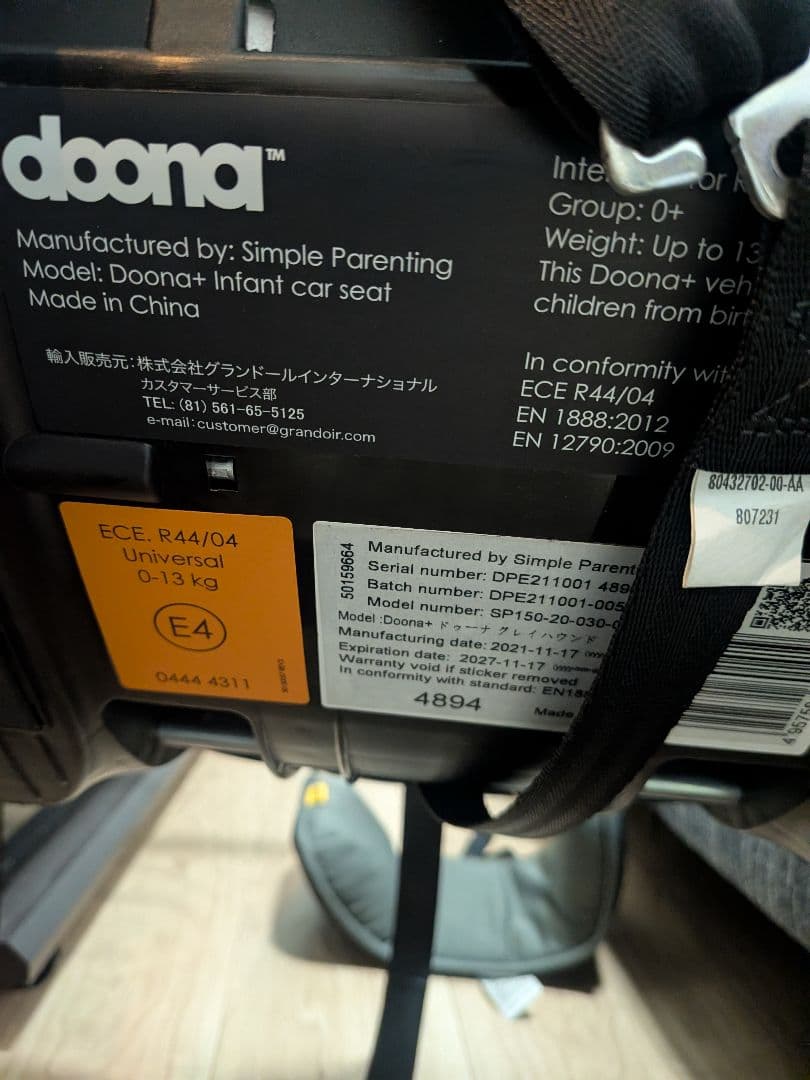 doona™
Manufactured by: Simple Parenting
Model: Doona+ Infant car seat
Made in China
輸入販売元：株式会社グランドールインターナショナル
カスタマーサービス部
TEL: (81) 561-65-5125
e-mail：customer@grandoir.com
Group: 0+
Weight: Up to 13
This Doona+ veh
children from bir
In conformity wit
ECE R44/04
EN 1888:2012
EN 12790:2009
80432702-00-AA
807231
ECE. R44/04
Universal
0-13 kg
E4
0444 4311
50159664
Manufactured by Simple Parent
Serial number: DPE211001 489
Batch number: DPE211001-005
Model number: SP150-20-030-0
Model :Doona+ ドゥーナ グレイハウンド
Manufacturing date: 2021-11-17
Expiration date: 2027-11-17
Warranty void if sticker removed
In conformity with standard: EN188
4894
Made